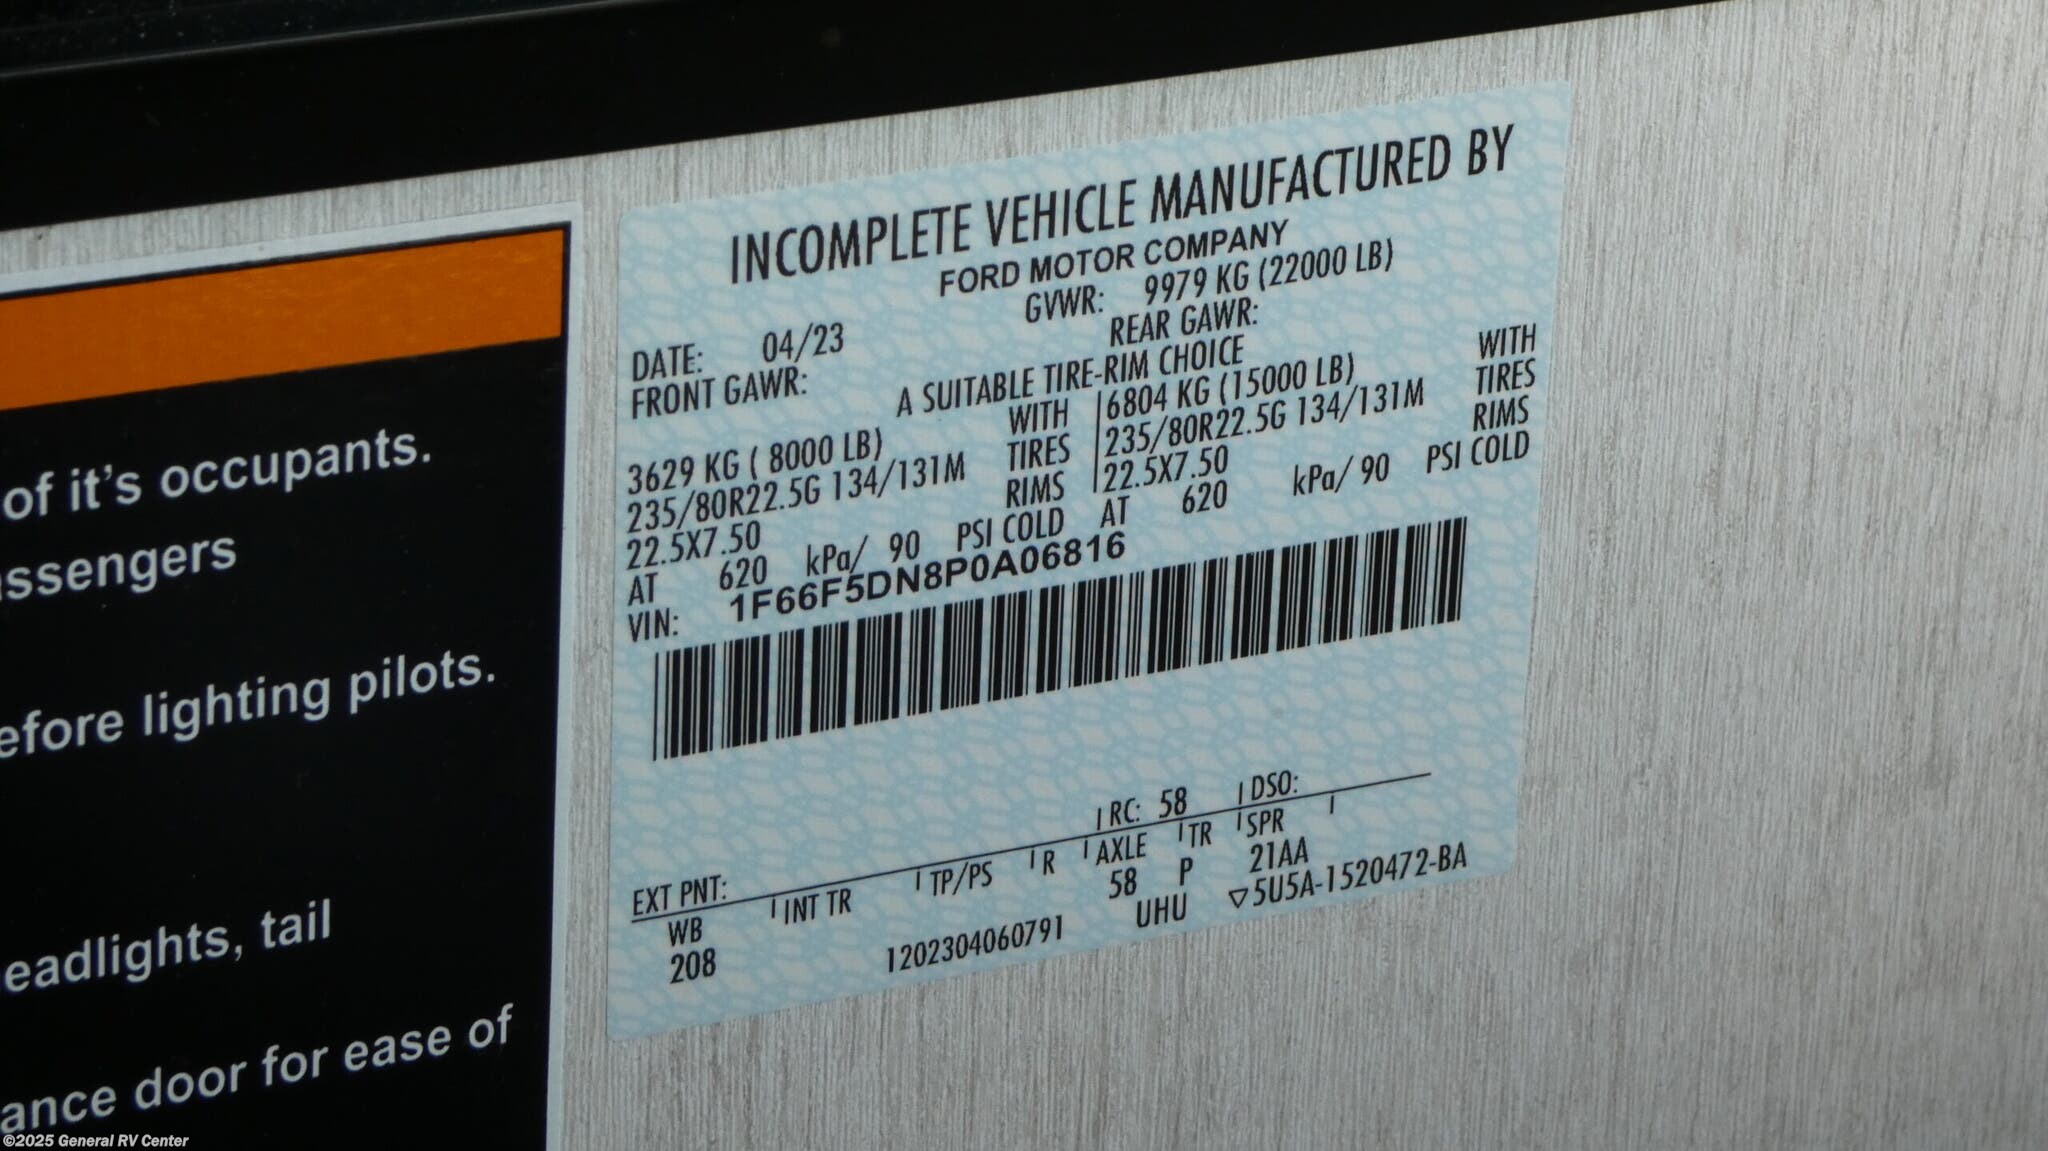 of it's occupants.
ssengers
efore lighting pilots.
eadlights, tail
ance door for ease of
INCOMPLETE VEHICLE MANUFACTURED BY
FORD MOTOR COMPANY
DATE: 04/23 GVWR: 9979 KG (22000 LB)
FRONT GAWR: REAR GAWR:
A SUITABLE TIRE-RIM CHOICE
3629 KG ( 8000 LB) WITH 6804 KG (15000 LB) WITH
235/80R22.5G 134/131M TIRES 235/80R22.5G 134/131M TIRES
22.5X7.50 RIMS 22.5X7.50 RIMS
AT 620 kPa/ 90 PSI COLD AT 620 kPa/ 90 PSI COLD
VIN: 1F66F5DN8P0A06816
EXT PNT: RC: 58 DSO:
WB INT TR TP/PS R AXLE TR SPR
208 58 P 21AA
1202304060791 UHU ▽5U5A-1520472-BA
©2025 General RV Center